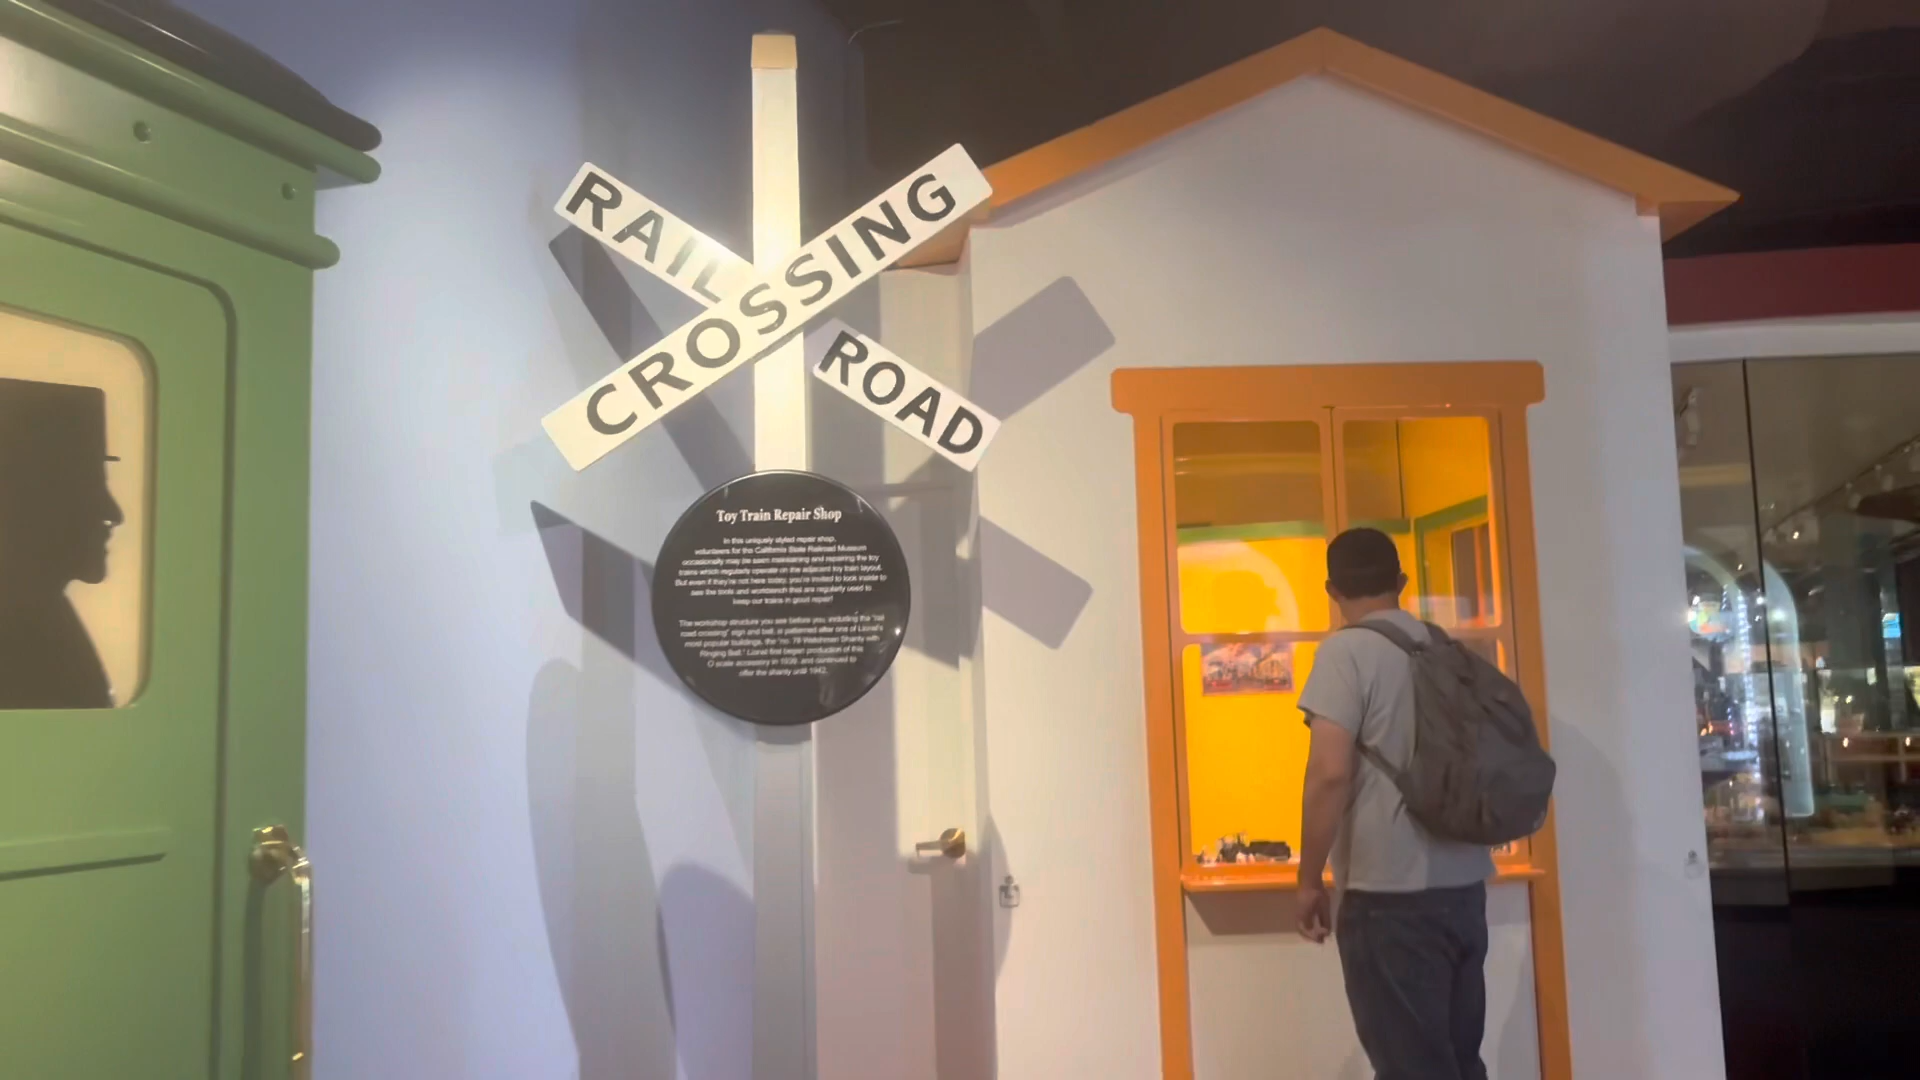 RAIL
CROSSING
ROAD
Toy Train Repair Shop
In this uniquely styled repair shop,
volunteers for the California State Railroad Museum
occasionally may be seen maintaining and repairing the toy
trains which regularly operate on the adjacent toy train layout.
But even if they're not here today, you're invited to look inside to
see the tools and workbench that are regularly used to
keep our trains in good repair!
The workshop structure you see before you, including the "rail
road crossing" sign and bell, is patterned after one of Lionel's
most popular buildings, the "no. 76 Watchman Shanty with
Ringing Bell." Lionel first began production of this
O scale accessory in 1939, and continued to
offer the shanty until 1942.